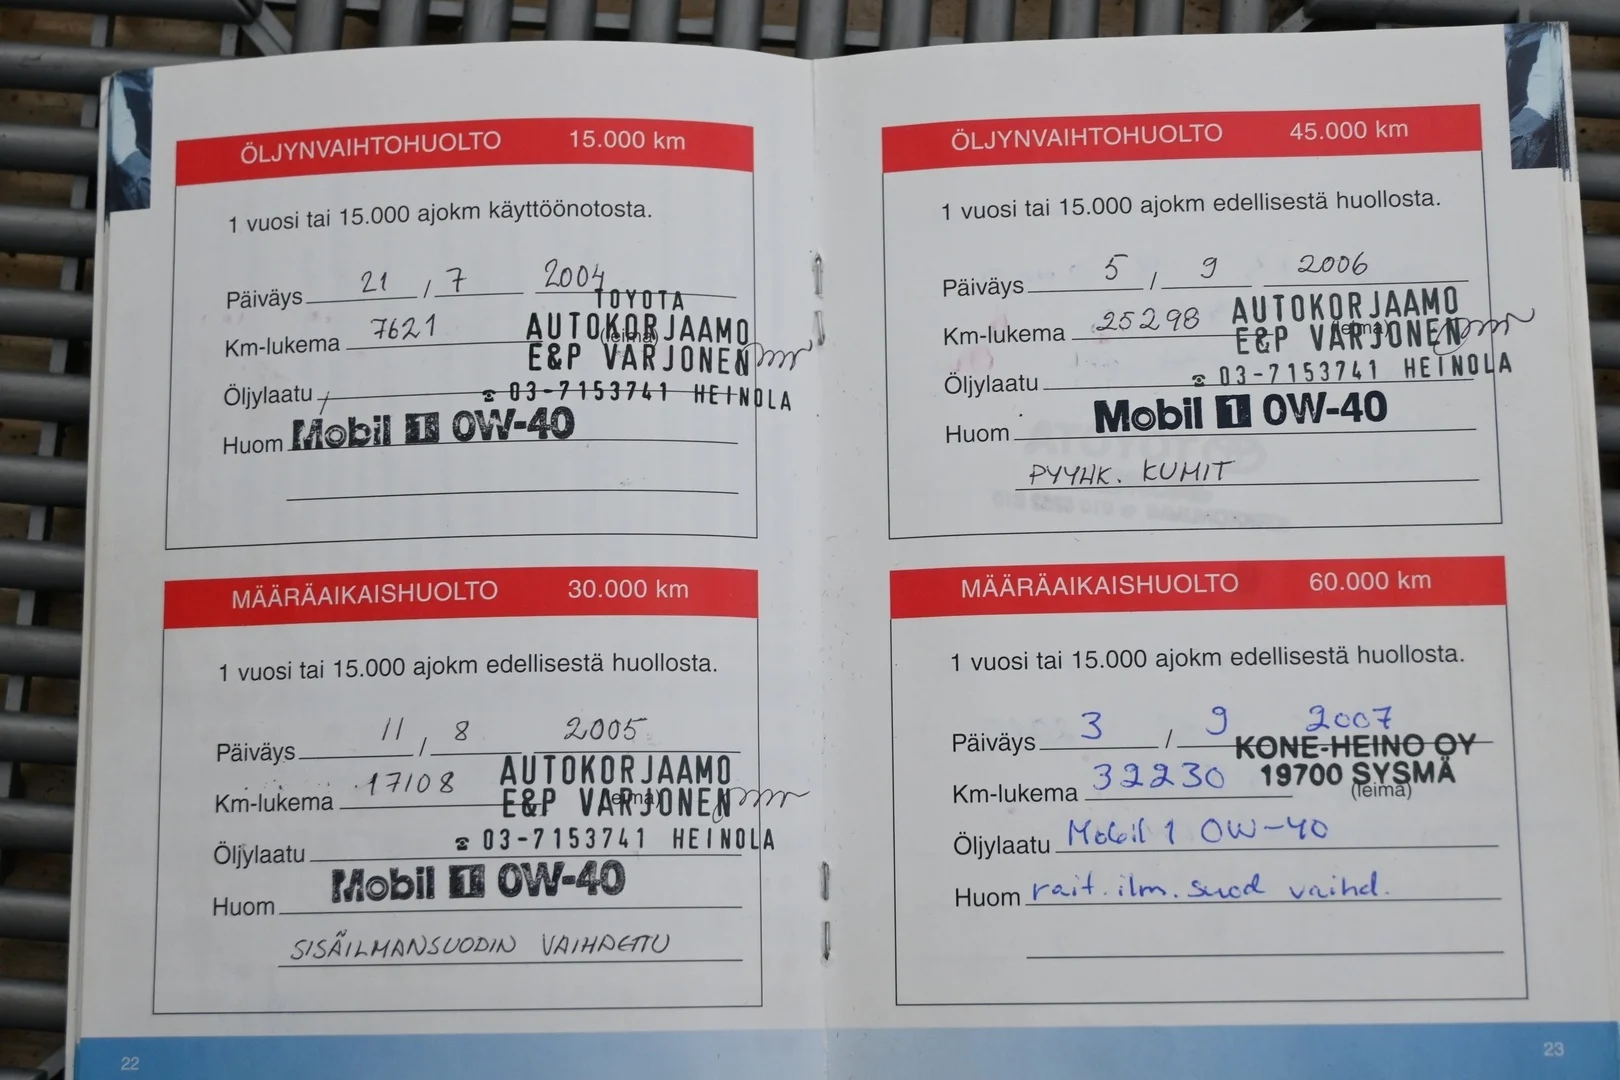 ÖLJYNVAIHTOHUOLTO 15.000 km
1 vuosi tai 15.000 ajokm käyttöönotosta.
Päiväys 21 / 7 2004
TOYOTA
Km-lukema 7621 AUTOKORJAAMO
(leima)
E&P VARJONEN
Öljylaatu ☎ 03-7153741 HEINOLA
Huom Mobil 1 0W-40
MÄÄRÄAIKAISHUOLTO 30.000 km
1 vuosi tai 15.000 ajokm edellisestä huollosta.
Päiväys 11 / 8 2005
Km-lukema 17108 AUTOKORJAAMO
(leima)
E&P VARJONEN
Öljylaatu ☎ 03-7153741 HEINOLA
Huom Mobil 1 0W-40
SISÄILMANSUODIN VAIHDETTU
22
ÖLJYNVAIHTOHUOLTO 45.000 km
1 vuosi tai 15.000 ajokm edellisestä huollosta.
Päiväys 5 / 9 2006
Km-lukema 25298 AUTOKORJAAMO
(leima)
E&P VARJONEN
Öljylaatu ☎ 03-7153741 HEINOLA
Huom Mobil 1 0W-40
PYYHK. KUMIT
MÄÄRÄAIKAISHUOLTO 60.000 km
1 vuosi tai 15.000 ajokm edellisestä huollosta.
Päiväys 3 / 9 2007
KONE-HEINO OY
Km-lukema 32230 19700 SYSMÄ
(leima)
Öljylaatu Mobil 1 0W-40
Huom rait. ilm. suod vaihd.
23